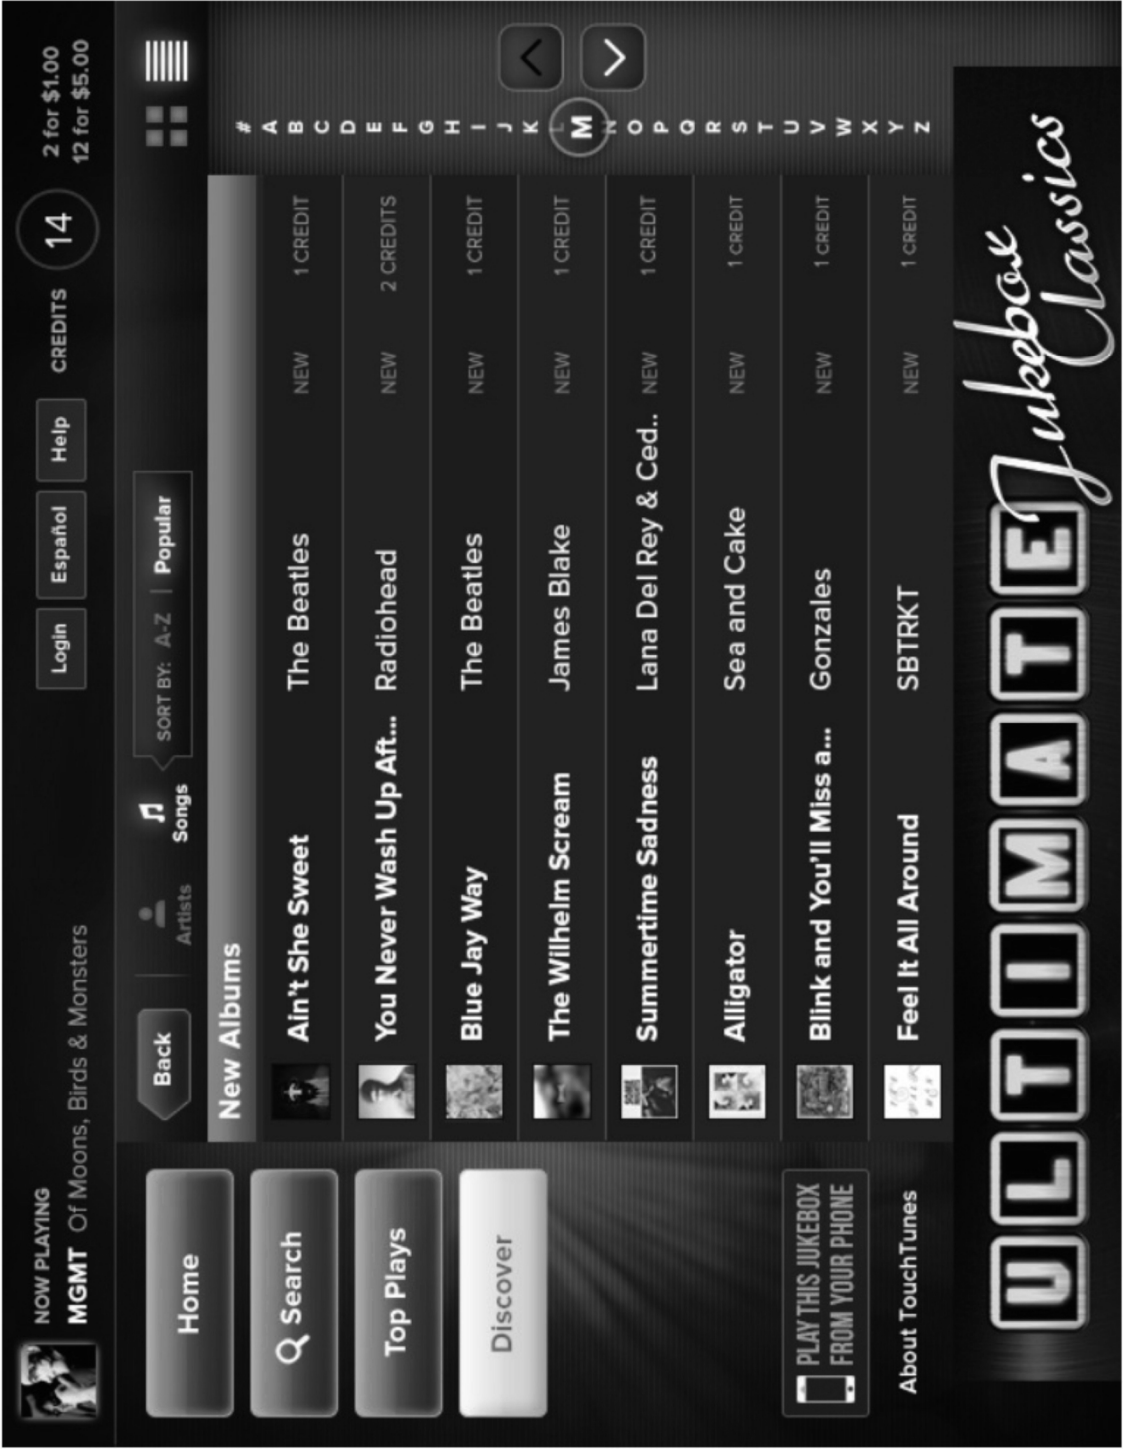 NOW PLAYING
MGMT Of Moons, Birds & Monsters
Login
Español
Help
CREDITS
14
2 for $1.00
12 for $5.00
Home
Search
Top Plays
Discover
PLAY THIS JUKEBOX
FROM YOUR PHONE
About TouchTunes
Back
Artists
Songs
SORT BY: A-Z | Popular
New Albums
Ain't She Sweet The Beatles NEW 1 CREDIT
You Never Wash Up Aft... Radiohead NEW 2 CREDITS
Blue Jay Way The Beatles NEW 1 CREDIT
The Wilhelm Scream James Blake NEW 1 CREDIT
Summertime Sadness Lana Del Rey & Ced.. NEW 1 CREDIT
Alligator Sea and Cake NEW 1 CREDIT
Blink and You'll Miss a... Gonzales NEW 1 CREDIT
Feel It All Around SBTRKT NEW 1 CREDIT
#
A
B
C
D
E
F
G
H
I
J
K
L
M
N
O
P
Q
R
S
T
U
V
W
X
Y
Z
ULTIMATE Jukebox
Classics